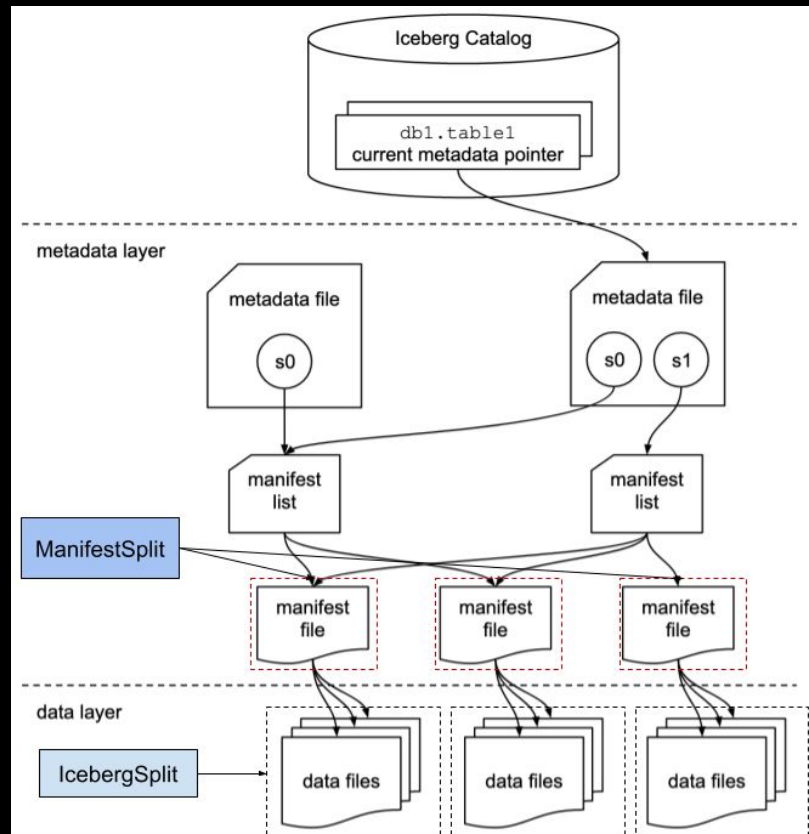 Iceberg Catalog
db1.table1
current metadata pointer
metadata layer
metadata file
s0
metadata file
s0
s1
manifest
list
manifest
list
ManifestSplit
manifest
file
manifest
file
manifest
file
data layer
IcebergSplit
data files
data files
data files